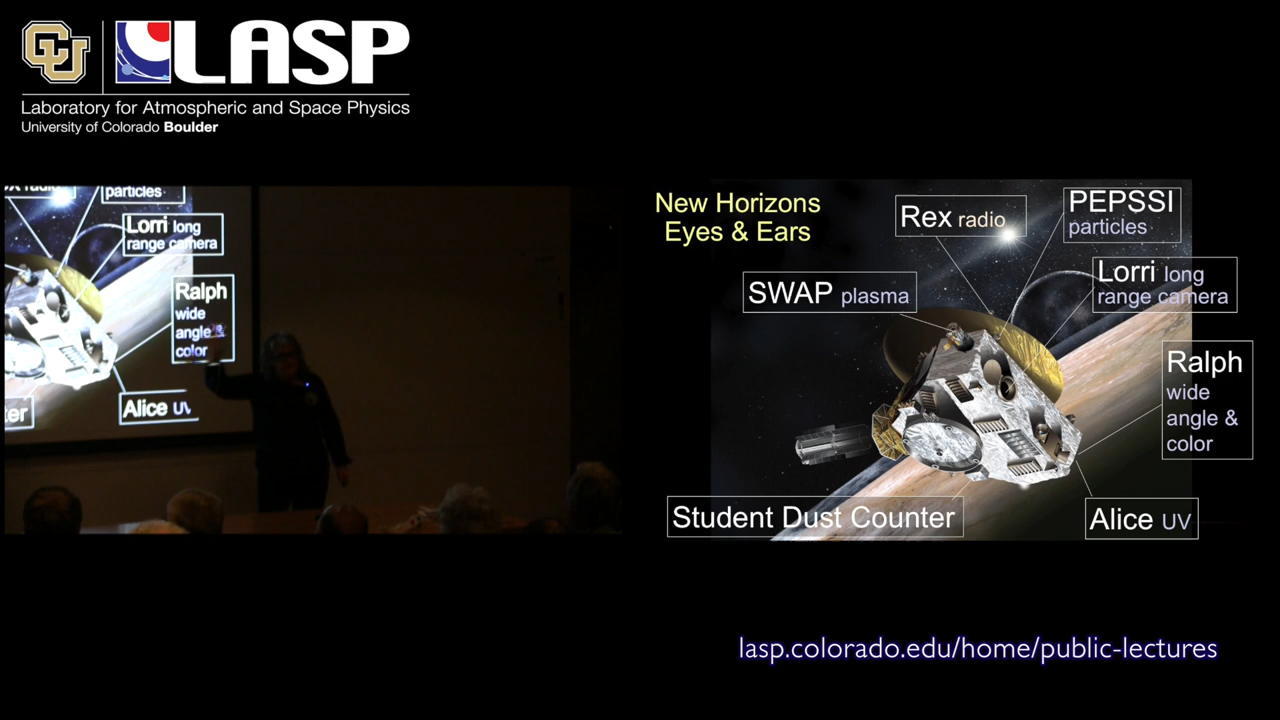 CU
LASP
Laboratory for Atmospheric and Space Physics
University of Colorado Boulder
particles
Lorri long
range camera
Ralph
wide
angle &
color
Alice UV
New Horizons
Eyes & Ears
Rex radio
PEPSSI
particles
SWAP plasma
Lorri long
range camera
Ralph
wide
angle &
color
Student Dust Counter
Alice UV
lasp.colorado.edu/home/public-lectures